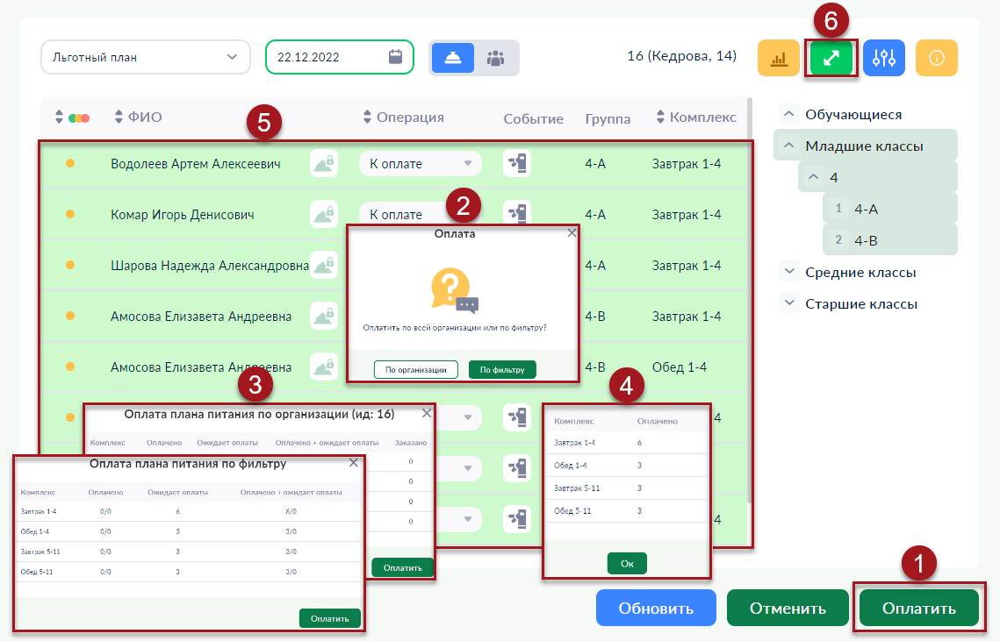 6
Льготный план
22.12.2022
16 (Кедрова, 14)
ФИО
Операция
Событие
Группа
Комплекс
5
Водолеев Артем Алексеевич
К оплате
4-А
Завтрак 1-4
Комар Игорь Денисович
К оплате
4-А
Завтрак 1-4
Шарова Надежда Александровна
4-А
Завтрак 1-4
Амосова Елизавета Андреевна
4-В
Завтрак 1-4
Амосова Елизавета Андреевна
4-В
Обед 1-4
4
4
Обучающиеся
Младшие классы
4
1 4-А
2 4-В
Средние классы
Старшие классы
2
Оплата
Оплатить по всей организации или по фильтру?
По организации
По фильтру
3
Оплата плана питания по организации (ид: 16)
Комплекс Оплачено Ожидает оплаты Оплачено + ожидает оплаты Заказано
0
0
0
0
Оплатить
Оплата плана питания по фильтру
Комплекс Оплачено Ожидает оплаты Оплачено + ожидает оплаты
Завтрак 1-4 0/0 6 6/0
Обед 1-4 0/0 3 3/0
Завтрак 5-11 0/0 3 3/0
Обед 5-11 0/0 3 3/0
Оплатить
4
Комплекс Оплачено
Завтрак 1-4 6
Обед 1-4 3
Завтрак 5-11 3
Обед 5-11 3
Ок
1
Обновить
Отменить
Оплатить